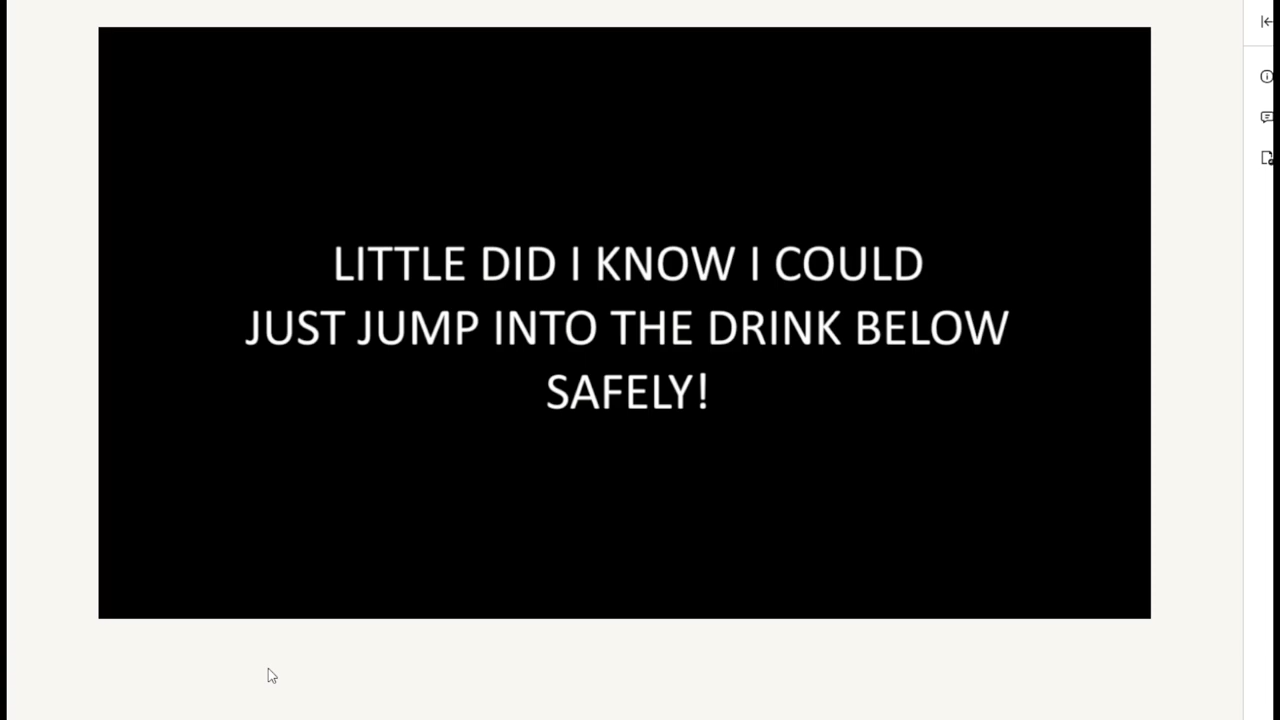 LITTLE DID I KNOW I COULD
JUST JUMP INTO THE DRINK BELOW
SAFELY!